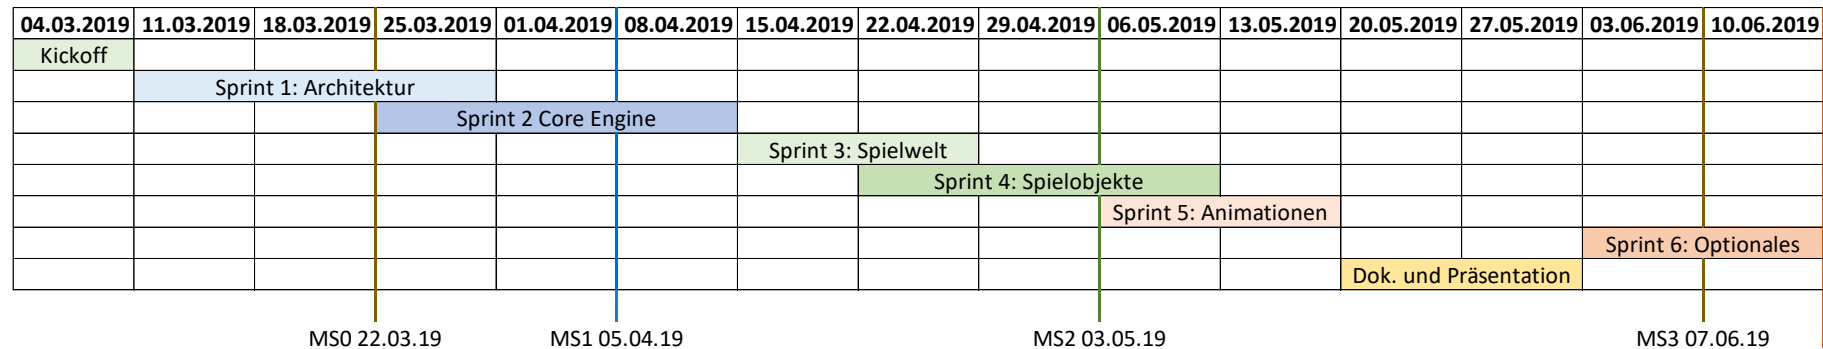 04.03.2019 11.03.2019 18.03.2019 25.03.2019 01.04.2019 08.04.2019 15.04.2019 22.04.2019 29.04.2019 06.05.2019 13.05.2019 20.05.2019 27.05.2019 03.06.2019 10.06.2019
Kickoff
Sprint 1: Architektur
Sprint 2 Core Engine
Sprint 3: Spielwelt
Sprint 4: Spielobjekte
Sprint 5: Animationen
Sprint 6: Optionales
Dok. und Präsentation
MS0 22.03.19 MS1 05.04.19 MS2 03.05.19 MS3 07.06.19